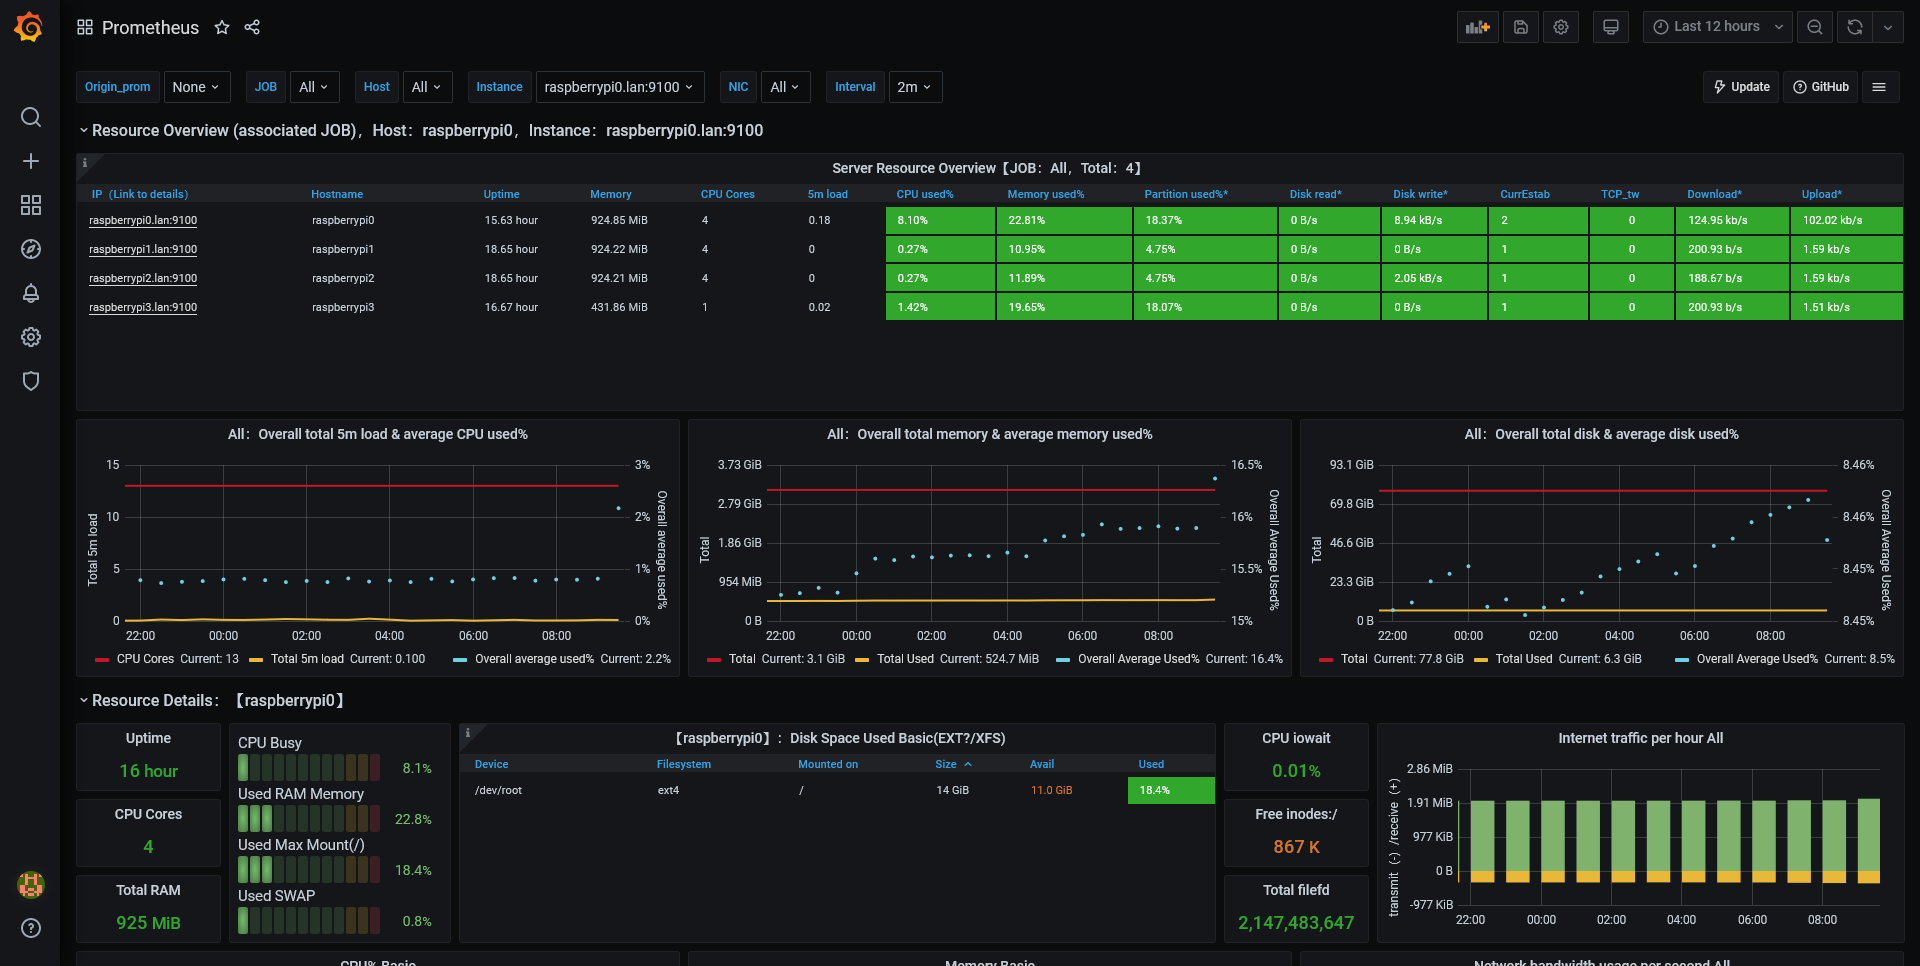 Prometheus
Last 12 hours
Origin_prom None JOB All Host All Instance raspberrypi0.lan:9100 NIC All Interval 2m Update GitHub
Resource Overview (associated JOB)，Host：raspberrypi0，Instance：raspberrypi0.lan:9100
Server Resource Overview【JOB：All，Total：4】
IP（Link to details） Hostname Uptime Memory CPU Cores 5m load CPU used% Memory used% Partition used%* Disk read* Disk write* CurrEstab TCP_tw Download* Upload*
raspberrypi0.lan:9100 raspberrypi0 15.63 hour 924.85 MiB 4 0.18 8.10% 22.81% 18.37% 0 B/s 8.94 kB/s 2 0 124.95 kb/s 102.02 kb/s
raspberrypi1.lan:9100 raspberrypi1 18.65 hour 924.22 MiB 4 0 0.27% 10.95% 4.75% 0 B/s 0 B/s 1 0 200.93 b/s 1.59 kb/s
raspberrypi2.lan:9100 raspberrypi2 18.65 hour 924.21 MiB 4 0 0.27% 11.89% 4.75% 0 B/s 2.05 kB/s 1 0 188.67 b/s 1.59 kb/s
raspberrypi3.lan:9100 raspberrypi3 16.67 hour 431.86 MiB 1 0.02 1.42% 19.65% 18.07% 0 B/s 0 B/s 1 0 200.93 b/s 1.51 kb/s
All：Overall total 5m load & average CPU used%
15
10
5
0
Total 5m load
3%
2%
1%
0%
Overall average used%
22:00 00:00 02:00 04:00 06:00 08:00
CPU Cores Current: 13 Total 5m load Current: 0.100 Overall average used% Current: 2.2%
All：Overall total memory & average memory used%
3.73 GiB
2.79 GiB
1.86 GiB
954 MiB
0 B
Total
16.5%
16%
15.5%
15%
Overall Average Used%
22:00 00:00 02:00 04:00 06:00 08:00
Total Current: 3.1 GiB Total Used Current: 524.7 MiB Overall Average Used% Current: 16.4%
All：Overall total disk & average disk used%
93.1 GiB
69.8 GiB
46.6 GiB
23.3 GiB
0 B
Total
8.46%
8.46%
8.45%
8.45%
Overall Average Used%
22:00 00:00 02:00 04:00 06:00 08:00
Total Current: 77.8 GiB Total Used Current: 6.3 GiB Overall Average Used% Current: 8.5%
Resource Details：【raspberrypi0】
Uptime
16 hour
CPU Cores
4
Total RAM
925 MiB
CPU Busy
8.1%
Used RAM Memory
22.8%
Used Max Mount(/)
18.4%
Used SWAP
0.8%
【raspberrypi0】：Disk Space Used Basic(EXT?/XFS)
Device Filesystem Mounted on Size Avail Used
/dev/root ext4 / 14 GiB 11.0 GiB 18.4%
CPU iowait
0.01%
Free inodes:/
867 K
Total filefd
2,147,483,647
Internet traffic per hour All
2.86 MiB
1.91 MiB
977 KiB
0 B
-977 KiB
transmit（-）/receive（+）
22:00 00:00 02:00 04:00 06:00 08:00
CPU% Basic
Memory Basic
Network bandwidth usage per second All